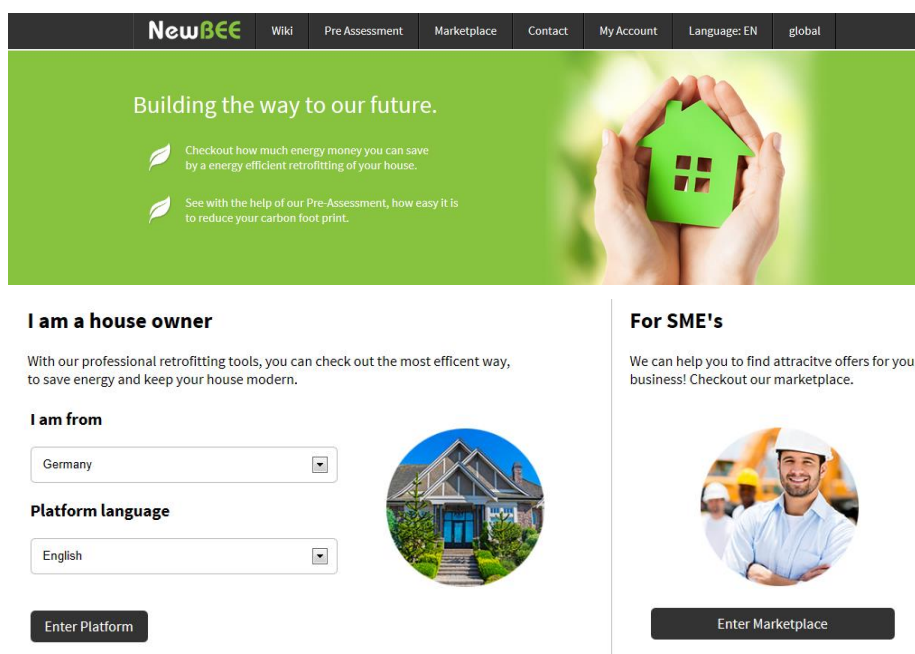 NewBEE Wiki Pre Assessment Marketplace Contact My Account Language: EN global
Building the way to our future.
Checkout how much energy money you can save
by a energy efficient retrofitting of your house.
See with the help of our Pre-Assessment, how easy it is
to reduce your carbon foot print.
I am a house owner
With our professional retrofitting tools, you can check out the most efficent way,
to save energy and keep your house modern.
I am from
Germany
Platform language
English
Enter Platform
For SME's
We can help you to find attracitve offers for you
business! Checkout our marketplace.
Enter Marketplace